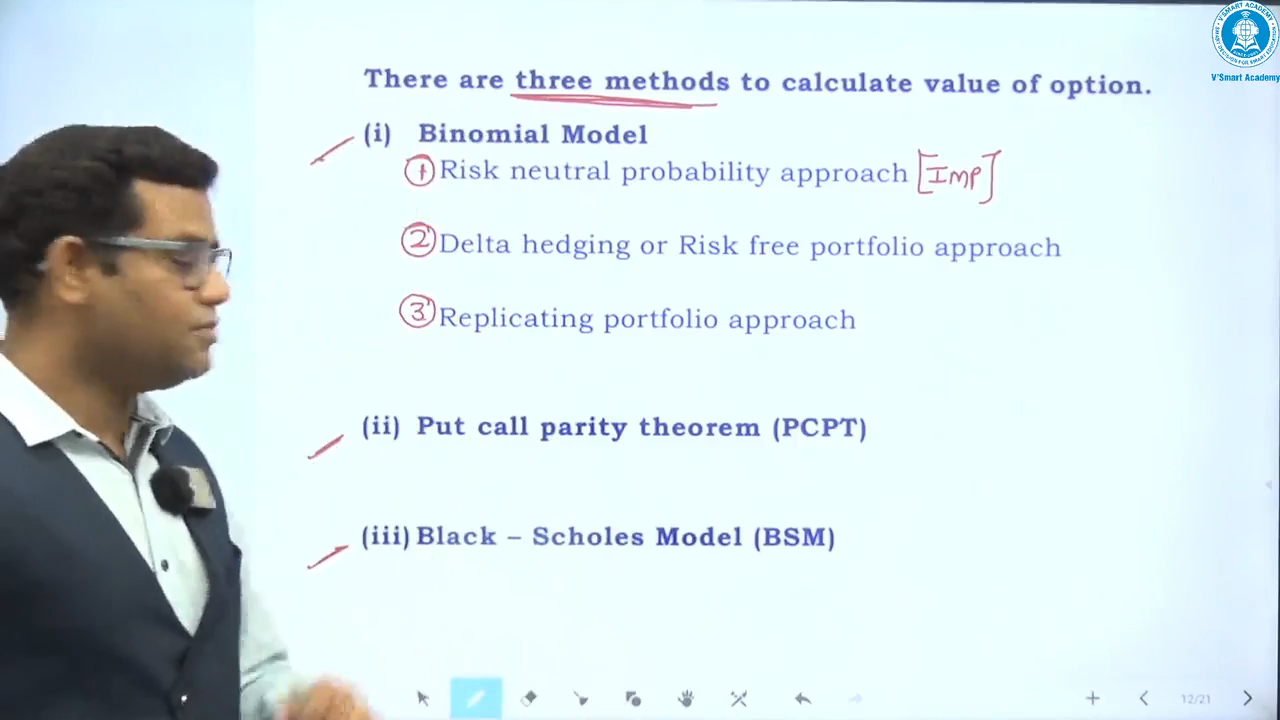 There are three methods to calculate value of option.
(i) Binomial Model
1 Risk neutral probability approach [IMP]
2 Delta hedging or Risk free portfolio approach
3 Replicating portfolio approach
(ii) Put call parity theorem (PCPT)
(iii) Black – Scholes Model (BSM)
12/21
V'SMART ACADEMY
V'Smart Academy